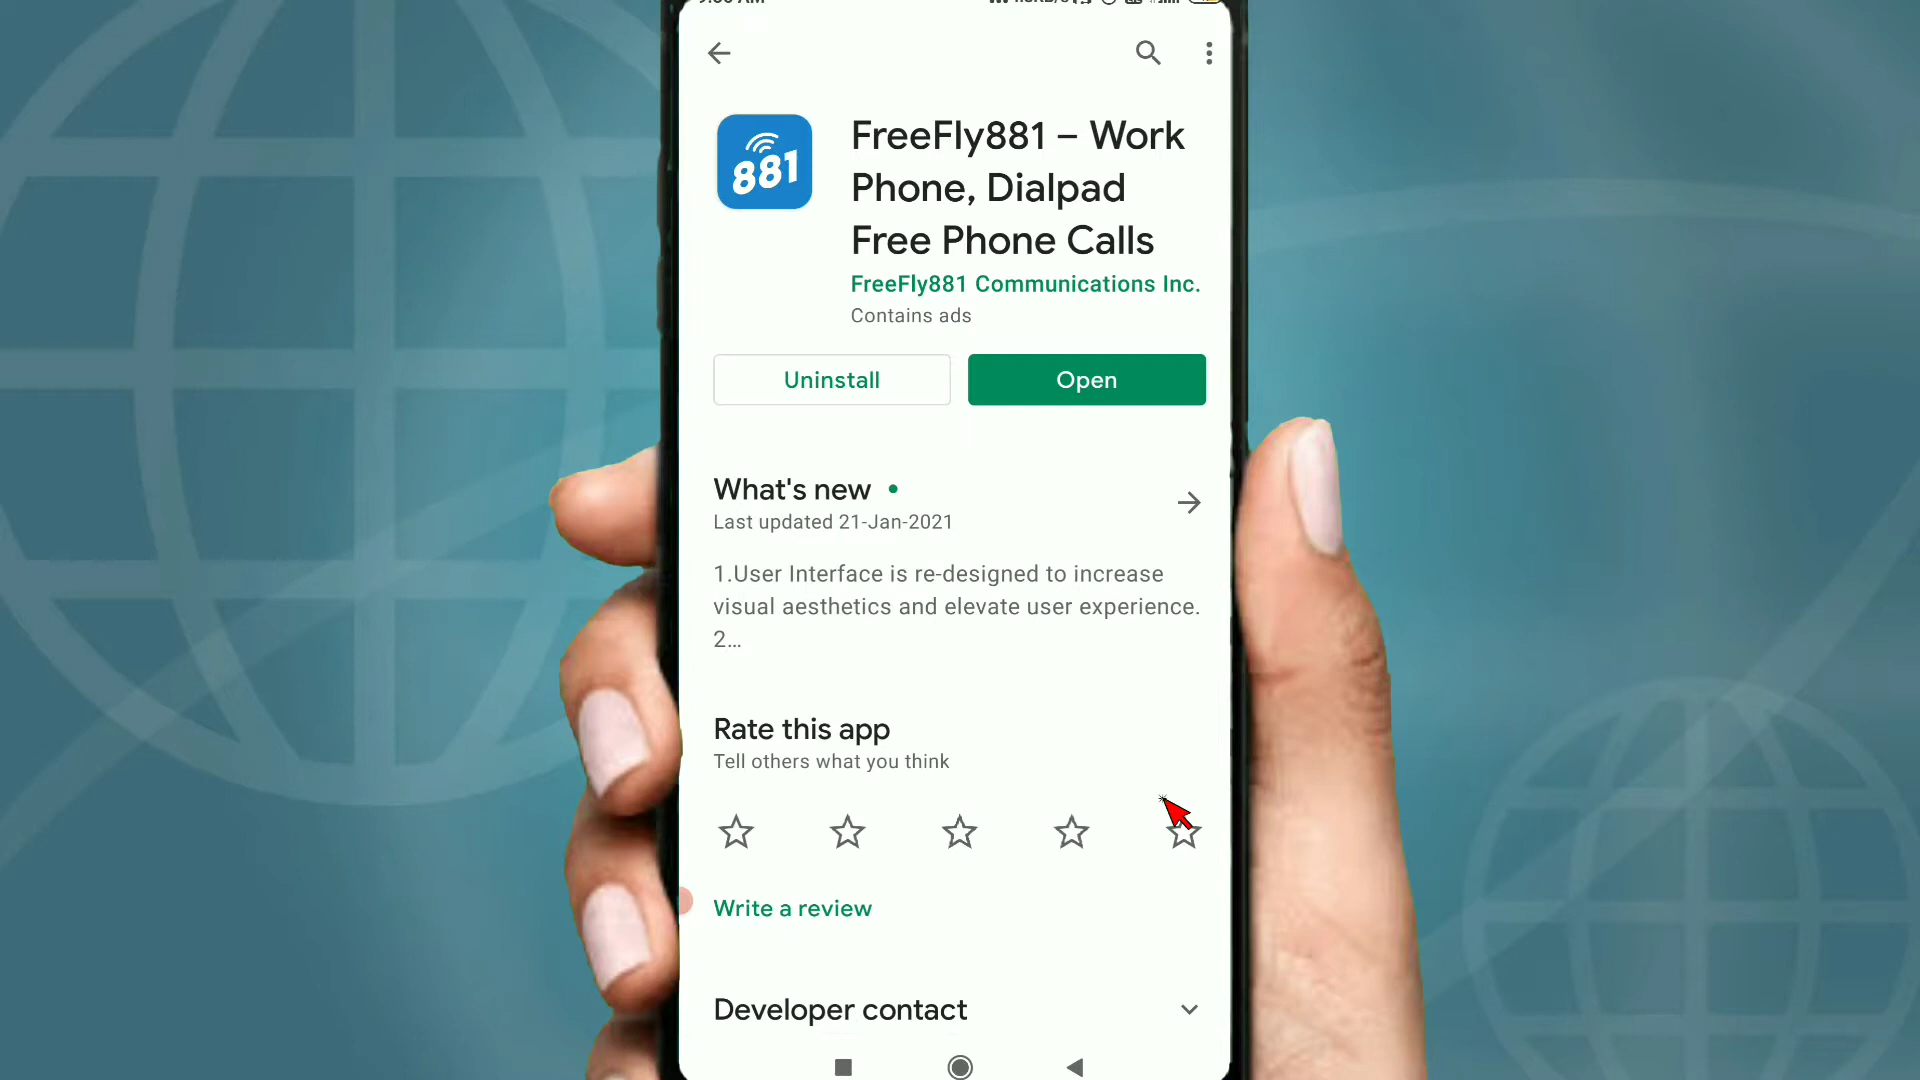 881
FreeFly881 – Work
Phone, Dialpad
Free Phone Calls
FreeFly881 Communications Inc.
Contains ads
Uninstall
Open
What's new •
Last updated 21-Jan-2021
1.User Interface is re-designed to increase
visual aesthetics and elevate user experience.
2...
Rate this app
Tell others what you think
Write a review
Developer contact